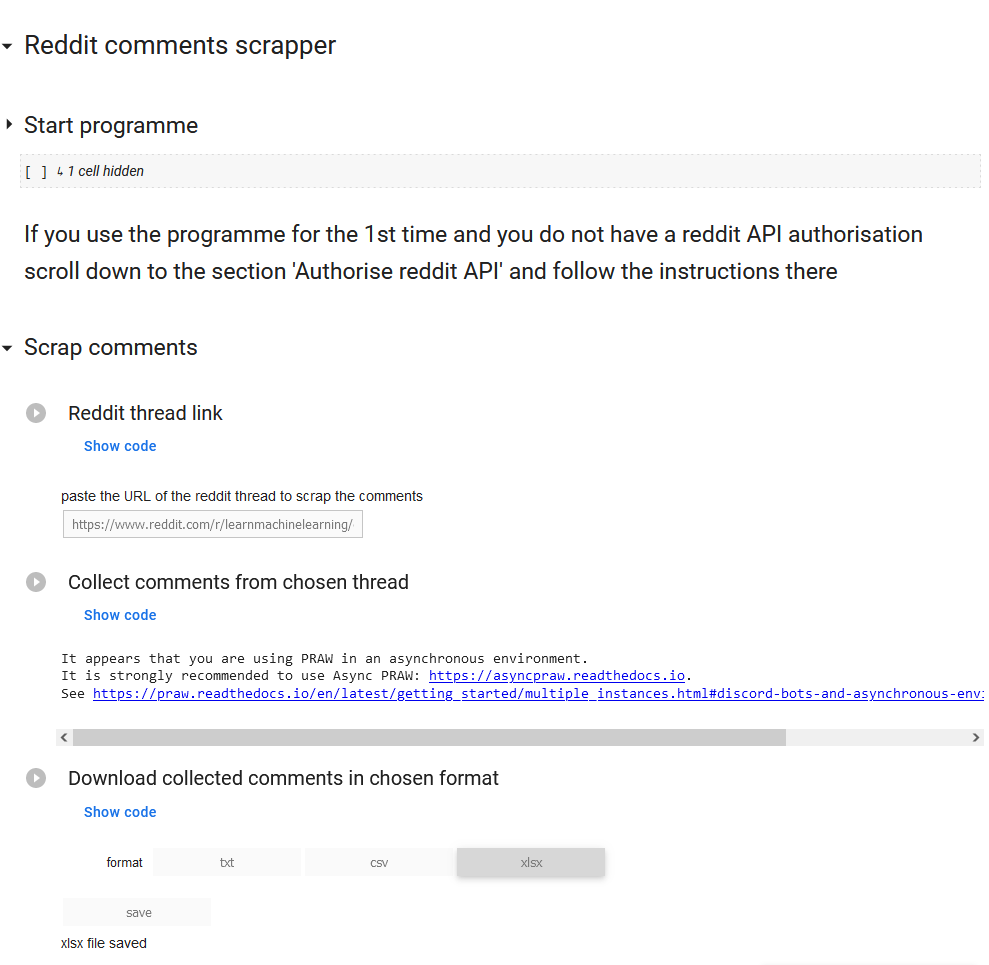 Reddit comments scrapper
Start programme
[ ] ↳ 1 cell hidden
If you use the programme for the 1st time and you do not have a reddit API authorisation
scroll down to the section 'Authorise reddit API' and follow the instructions there
Scrap comments
Reddit thread link
Show code
paste the URL of the reddit thread to scrap the comments
https://www.reddit.com/r/learnmachinelearning/
Collect comments from chosen thread
Show code
It appears that you are using PRAW in an asynchronous environment.
It is strongly recommended to use Async PRAW: https://asyncpraw.readthedocs.io.
See https://praw.readthedocs.io/en/latest/getting_started/multiple_instances.html#discord-bots-and-asynchronous-envi
Download collected comments in chosen format
Show code
format txt csv xlsx
save
xlsx file saved